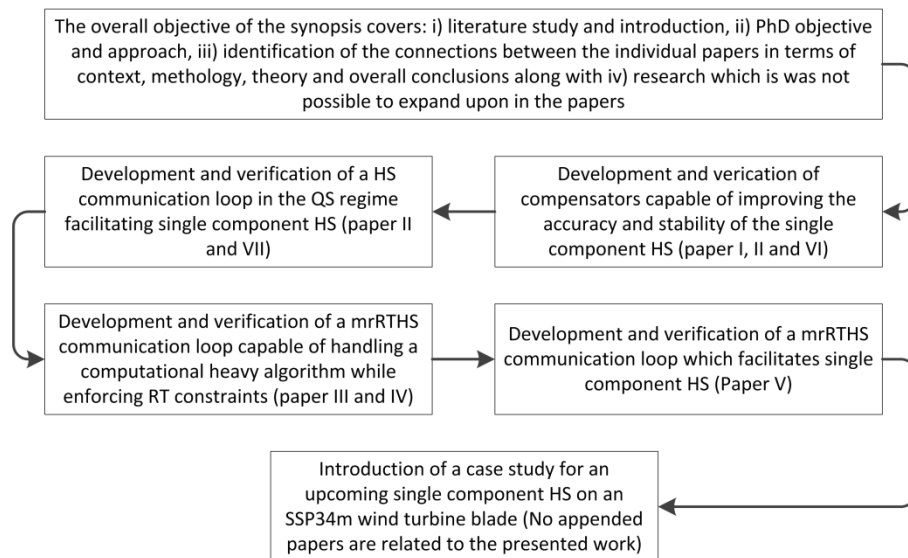 The overall objective of the synopsis covers: i) literature study and introduction, ii) PhD objective
and approach, iii) identification of the connections between the individual papers in terms of
context, methology, theory and overall conclusions along with iv) research which is was not
possible to expand upon in the papers
Development and verication of
compensators capable of improving the
accuracy and stability of the single
component HS (paper I, II and VI)
Development and verification of a HS
communication loop in the QS regime
facilitating single component HS (paper II
and VII)
Development and verification of a mrRTHS
communication loop capable of handling a
computational heavy algorithm while
enforcing RT constraints (paper III and IV)
Development and verification of a mrRTHS
communication loop which facilitates single
component HS (Paper V)
Introduction of a case study for an
upcoming single component HS on an
SSP34m wind turbine blade (No appended
papers are related to the presented work)